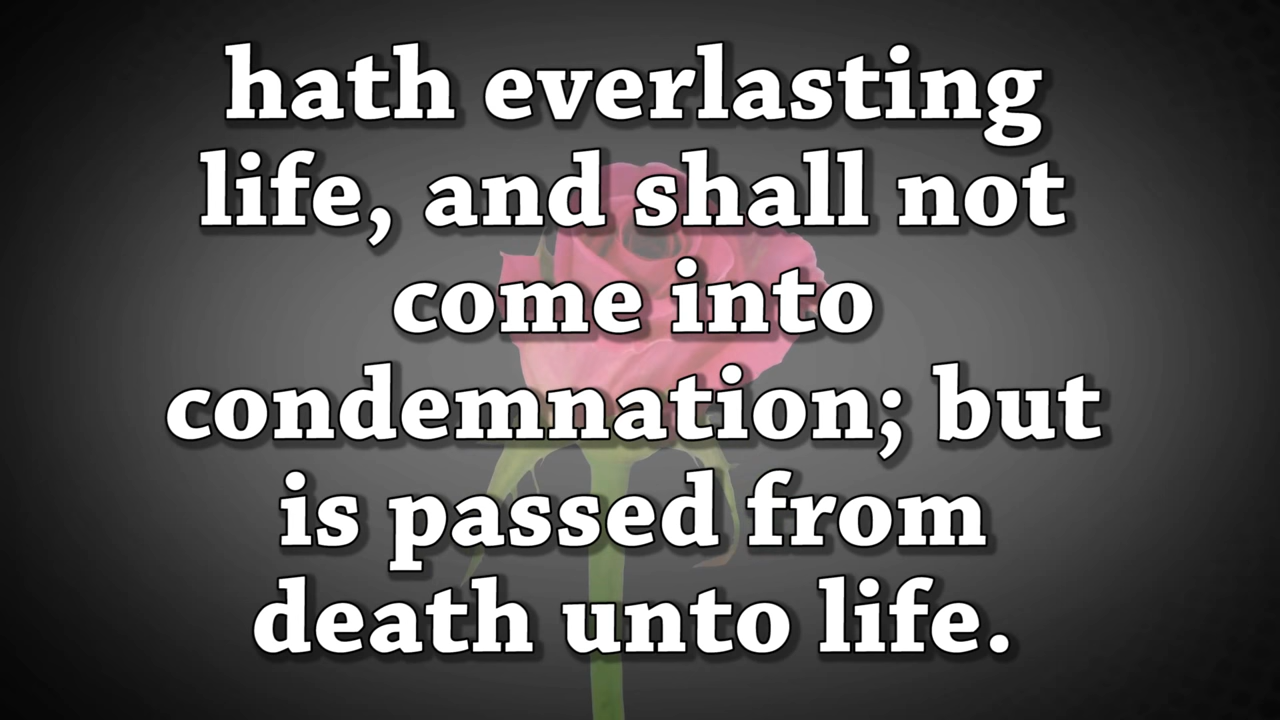 hath everlasting
life, and shall not
come into
condemnation; but
is passed from
death unto life.